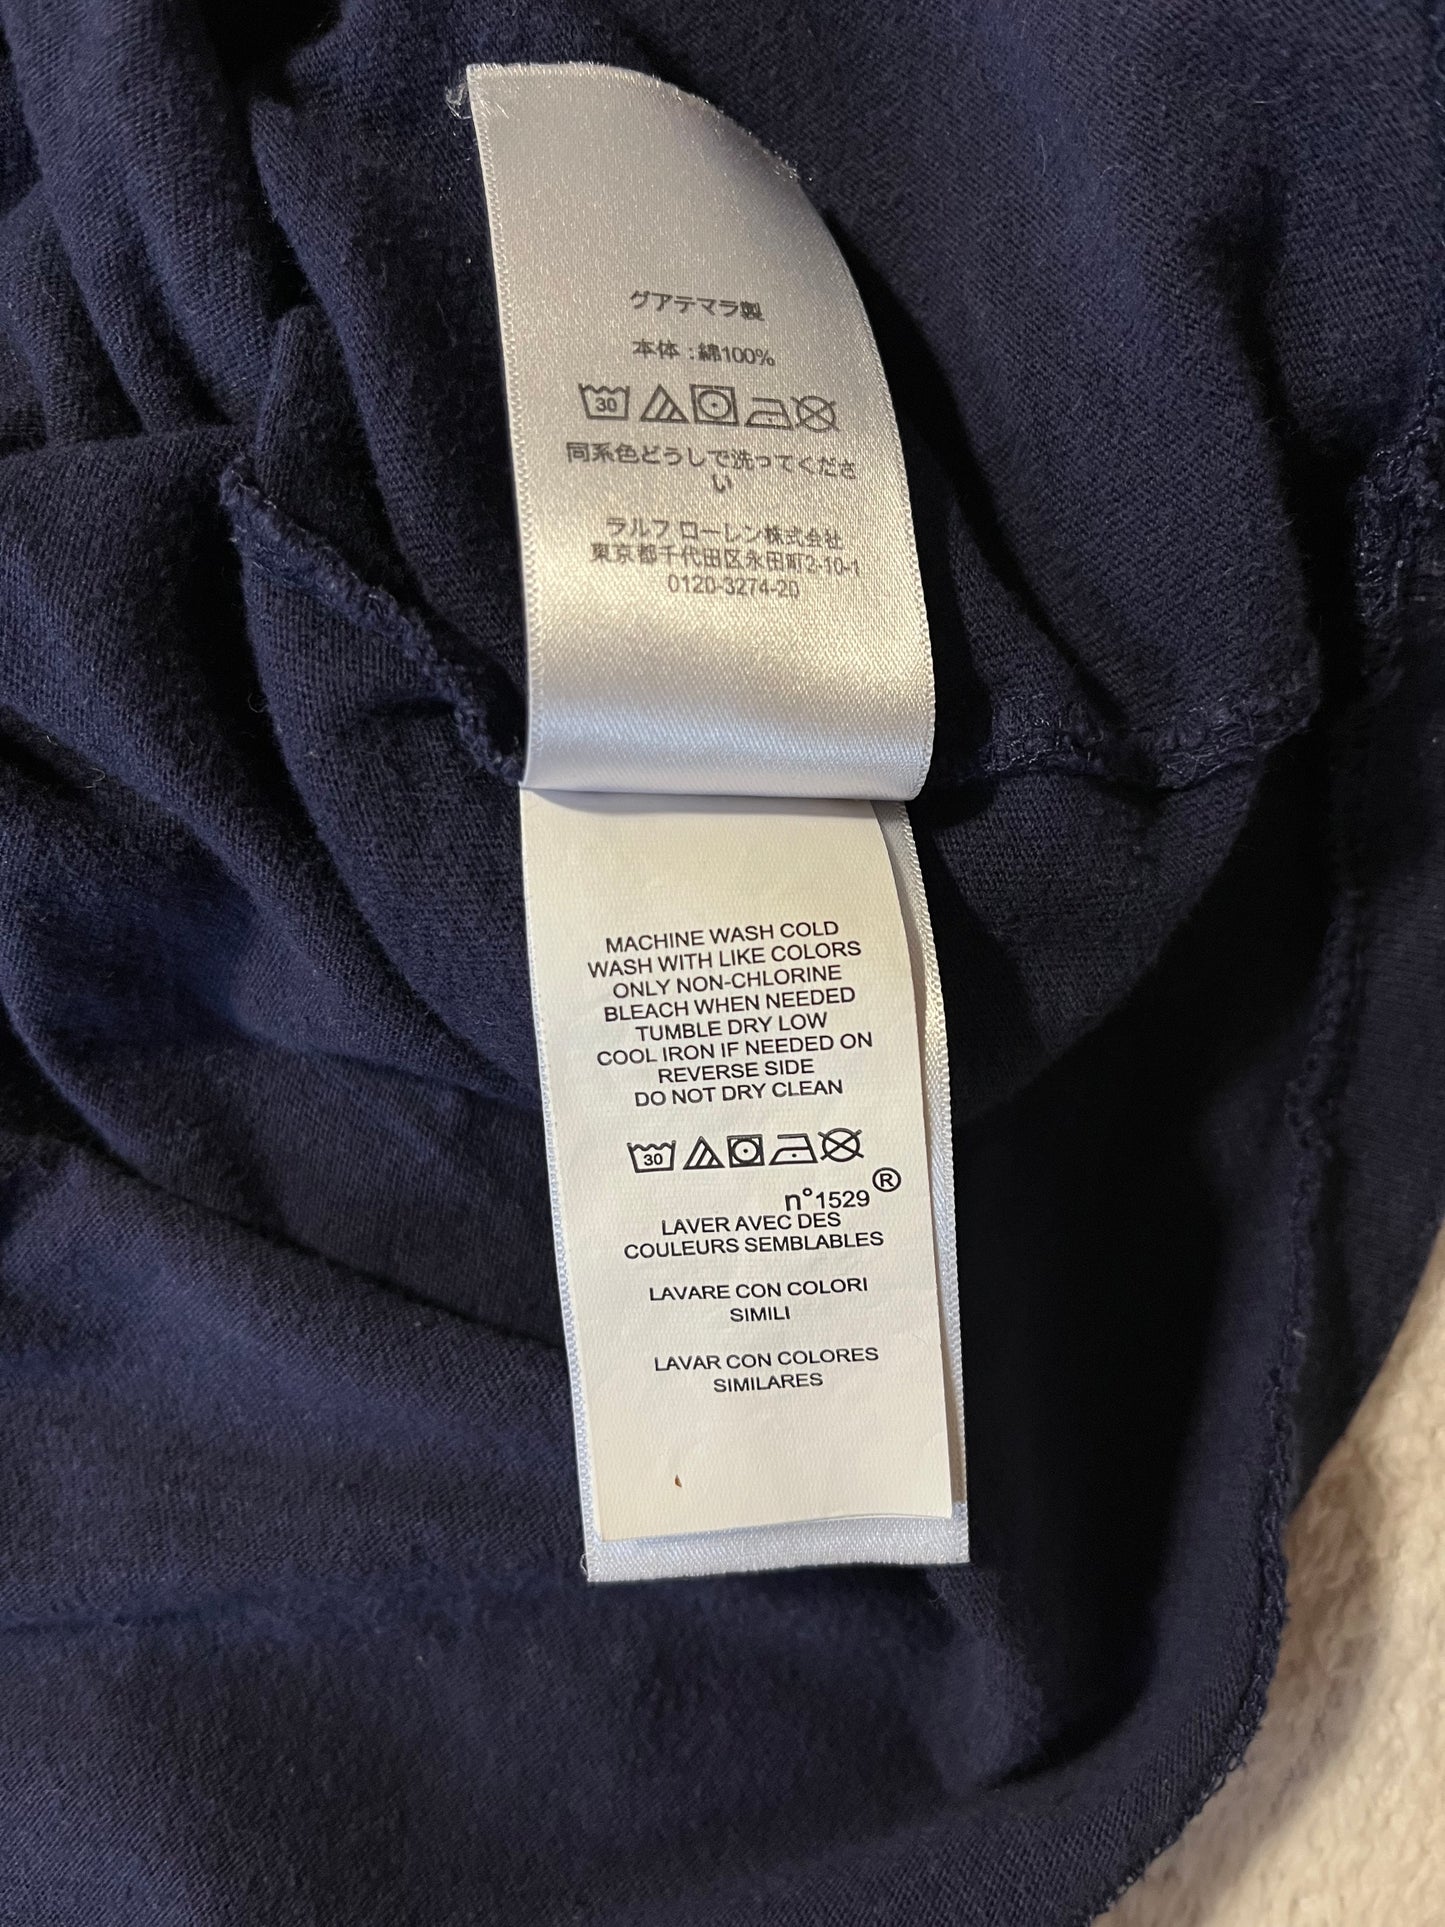 グアテマラ製
本体：綿100%
30
同系色どうしで洗ってくださ
い
ラルフ ローレン株式会社
東京都千代田区永田町2-10-1
0120-3274-20
MACHINE WASH COLD
WASH WITH LIKE COLORS
ONLY NON-CHLORINE
BLEACH WHEN NEEDED
TUMBLE DRY LOW
COOL IRON IF NEEDED ON
REVERSE SIDE
DO NOT DRY CLEAN
30
n°1529®
LAVER AVEC DES
COULEURS SEMBLABLES
LAVARE CON COLORI
SIMILI
LAVAR CON COLORES
SIMILARES